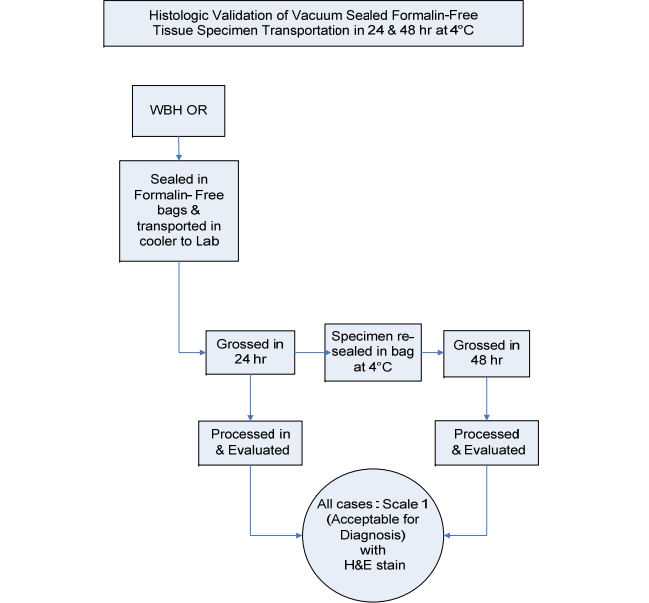 Histologic Validation of Vacuum Sealed Formalin-Free
Tissue Specimen Transportation in 24 & 48 hr at 4°C
WBH OR
Sealed in
Formalin- Free
bags &
transported in
cooler to Lab
Grossed in
24 hr
Specimen re-
sealed in bag
at 4°C
Grossed in
48 hr
Processed in
& Evaluated
Processed
& Evaluated
All cases : Scale 1
(Acceptable for
Diagnosis)
with
H&E stain